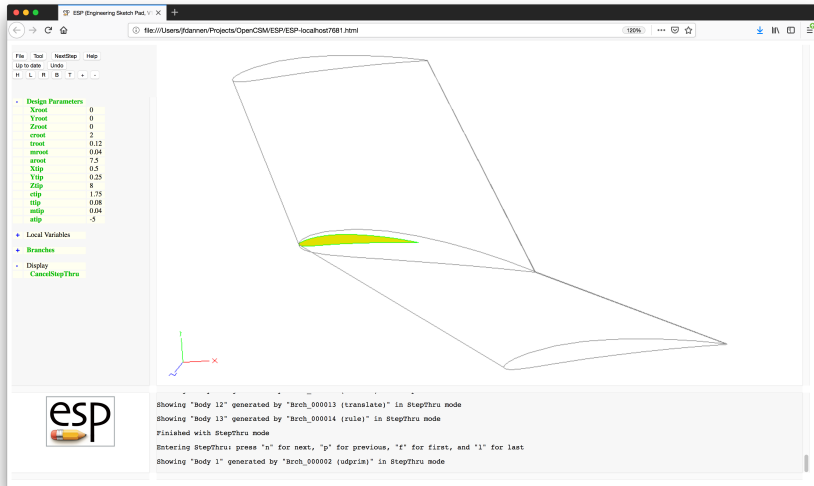 ESP (Engineering Sketch Pad, V
file:///Users/jfdannen/Projects/OpenCSM/ESP/ESP-localhost7681.html
120%
File Tool NextStep Help
Up to date Undo
H L R B T + -
- Design Parameters
Xroot 0
Yroot 0
Zroot 0
croot 2
troot 0.12
mroot 0.04
aroot 7.5
Xtip 0.5
Ytip 0.25
Ztip 8
ctip 1.75
ttip 0.08
mtip 0.04
atip -5
+ Local Variables
+ Branches
- Display
CancelStepThru
X
esp
Showing "Body 12" generated by "Brch_000013 (translate)" in StepThru mode
Showing "Body 13" generated by "Brch_000014 (rule)" in StepThru mode
Finished with StepThru mode
Entering StepThru: press "n" for next, "p" for previous, "f" for first, and "l" for last
Showing "Body 1" generated by "Brch_000002 (udprim)" in StepThru mode